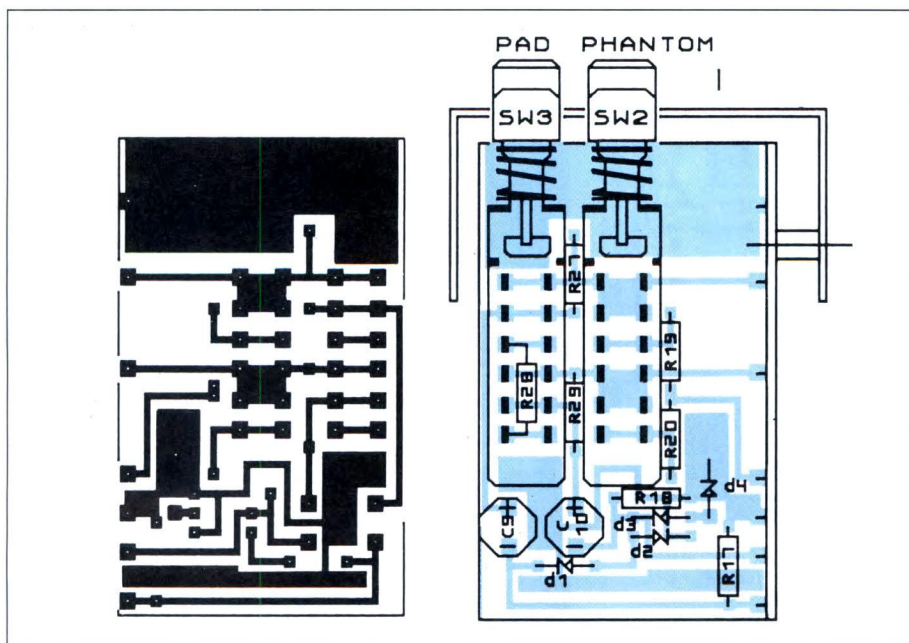 PAD PHANTOM
SW3 SW2
R27
R19
R28
R29
R20
d4
R18
C9
C10
d3
d2
R17
d1